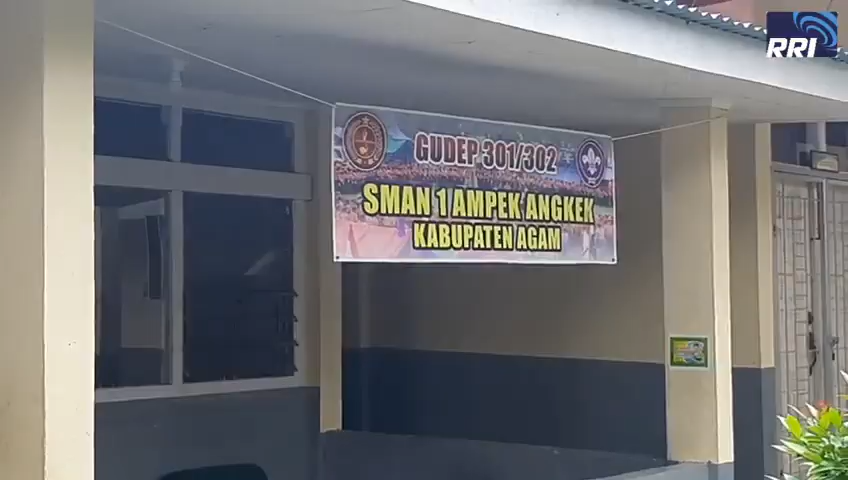 RRI
GUDEP 301/302
SMAN 1 AMPEK ANGKEK
KABUPATEN AGAM